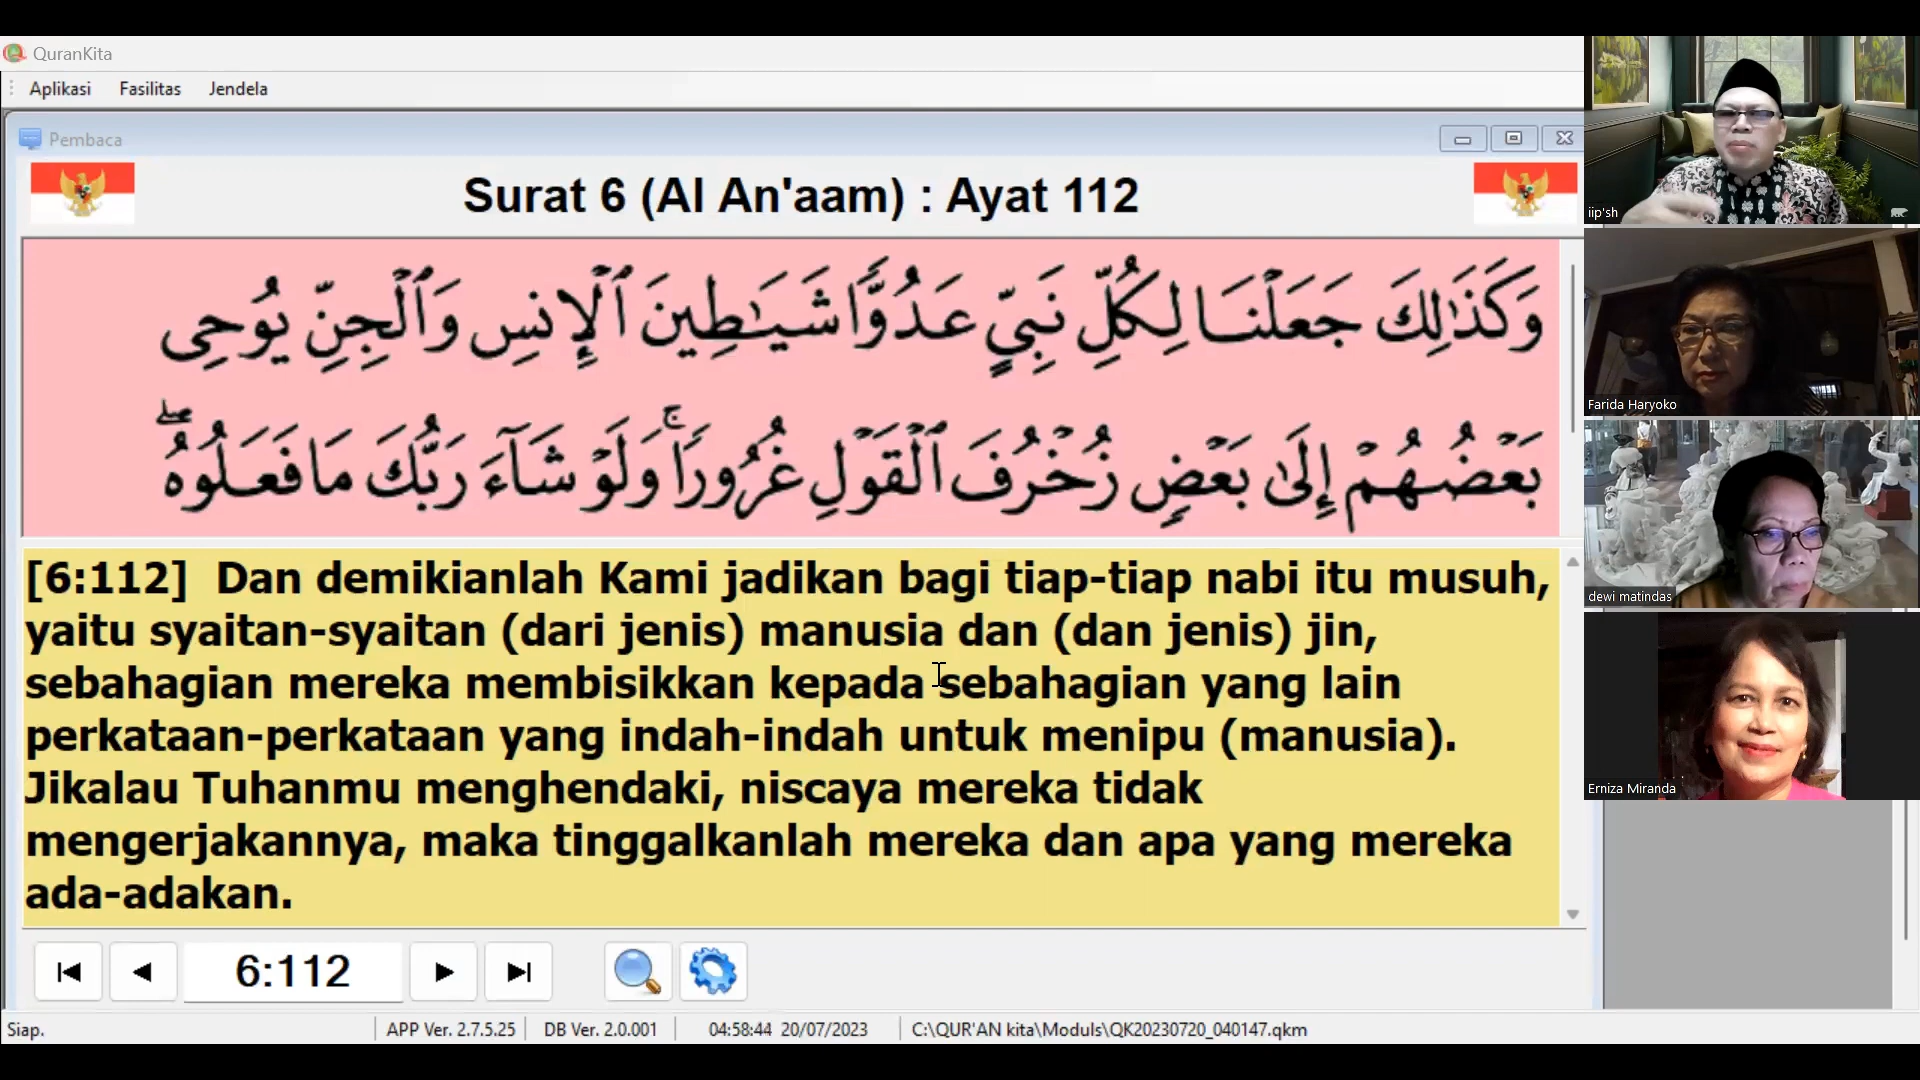 QuranKita
Aplikasi Fasilitas Jendela
Pembaca
Surat 6 (Al An'aam) : Ayat 112
وَكَذَٰلِكَ جَعَلْنَا لِكُلِّ نَبِيٍّ عَدُوًّا شَيَـٰطِينَ ٱلْإِنسِ وَٱلْجِنِّ يُوحِى
بَعْضُهُمْ إِلَىٰ بَعْضٍ زُخْرُفَ ٱلْقَوْلِ غُرُورًا ۚ وَلَوْ شَآءَ رَبُّكَ مَا فَعَلُوهُ ۖ
[6:112] Dan demikianlah Kami jadikan bagi tiap-tiap nabi itu musuh,
yaitu syaitan-syaitan (dari jenis) manusia dan (dan jenis) jin,
sebahagian mereka membisikkan kepada sebahagian yang lain
perkataan-perkataan yang indah-indah untuk menipu (manusia).
Jikalau Tuhanmu menghendaki, niscaya mereka tidak
mengerjakannya, maka tinggalkanlah mereka dan apa yang mereka
ada-adakan.
6:112
Siap. APP Ver. 2.7.5.25 DB Ver. 2.0.001 04:58:44 20/07/2023 C:\QUR'AN kita\Moduls\QK20230720_040147.qkm
iip'sh
Farida Haryoko
dewi matindas
Erniza Miranda